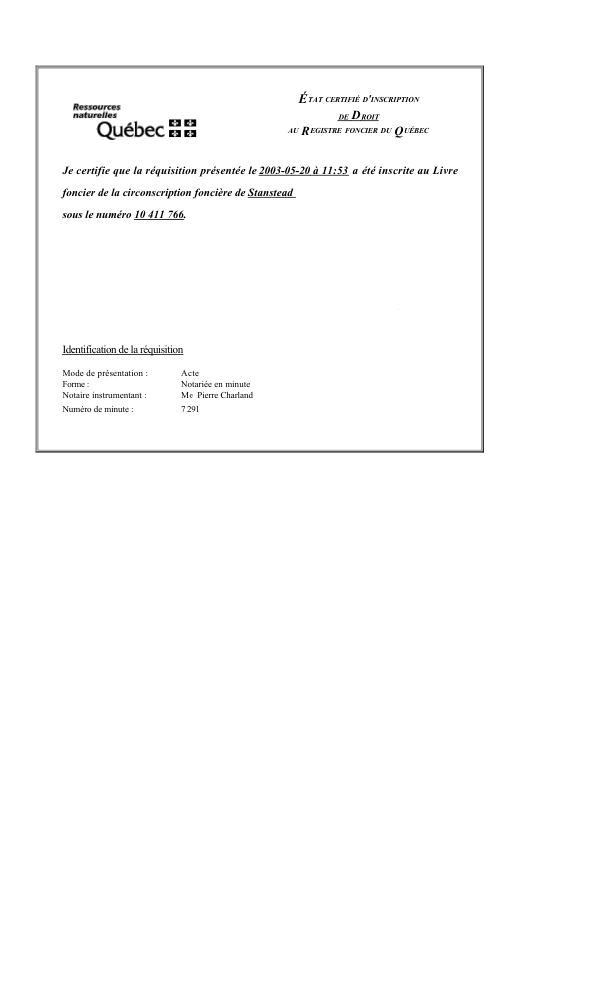 Ressources
naturelles
Québec
ÉTAT CERTIFIÉ D'INSCRIPTION
DE DROIT
AU REGISTRE FONCIER DU QUÉBEC
Je certifie que la réquisition présentée le 2003-05-20 à 11:53 a été inscrite au Livre
foncier de la circonscription foncière de Stanstead
sous le numéro 10 411 766.
Identification de la réquisition
Mode de présentation : Acte
Forme : Notariée en minute
Notaire instrumentant : Me Pierre Charland
Numéro de minute : 7 291